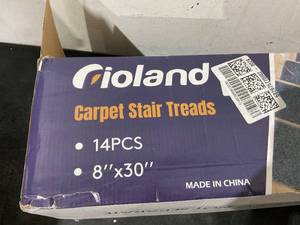 Gioland
Carpet Stair Treads
• 14PCS
• 8’’x30’’
MADE IN CHINA